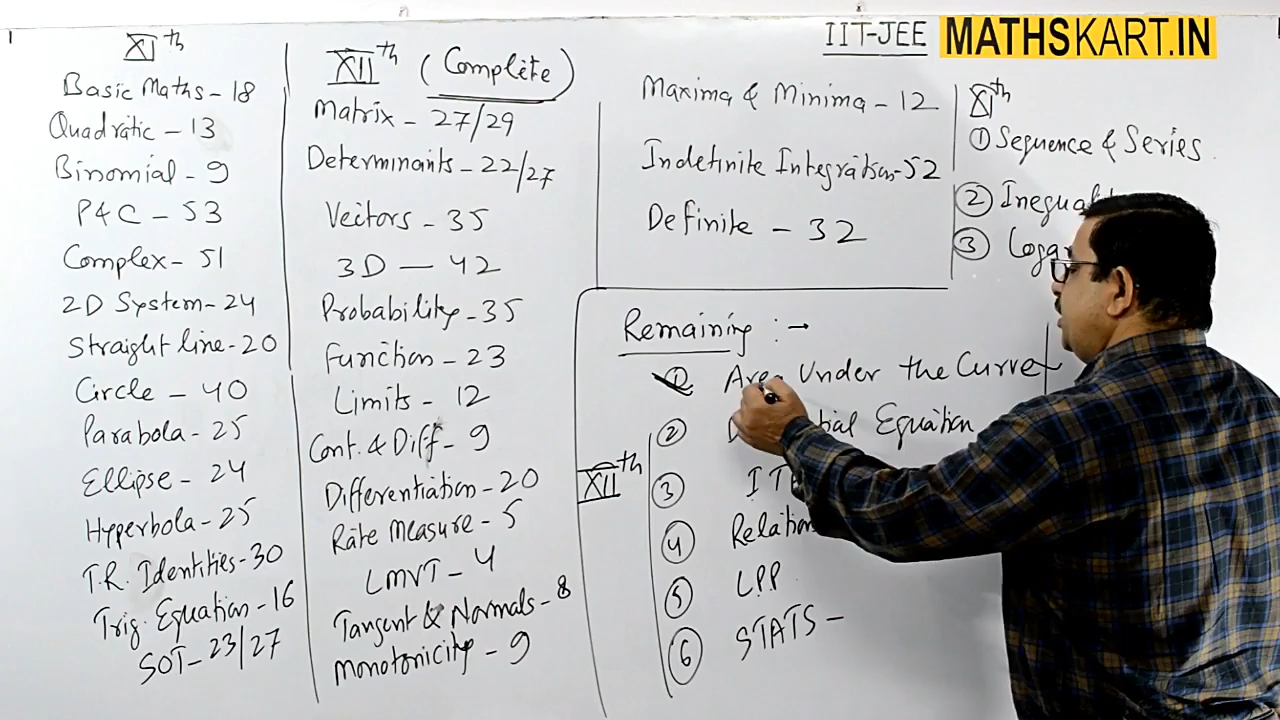 IIT-JEE MATHSKART.IN
XIth
Basic Maths - 18
Quadratic - 13
Binomial - 9
P&C - 53
Complex - 51
2D System - 24
Straight line - 20
Circle - 40
Parabola - 25
Ellipse - 24
Hyperbola - 25
T.R. Identities - 30
Trig. Equation - 16
SOT - 23/27
XIIth (Complete)
Matrix - 27/29
Determinants - 22/27
Vectors - 35
3D - 42
Probability - 35
Function - 23
Limits - 12
Cont. & Diff - 9
Differentiation - 20
Rate Measure - 5
LMVT - 4
Tangent & Normals - 8
Monotonicity - 9
Maxima & Minima - 12
Indefinite Integration - 52
Definite - 32
XIth
① Sequence & Series
②
③
Remaining :→
① Area Under the Curve
XIIth
② Equation
③
④ Relation
⑤ LPP
⑥ STATS -